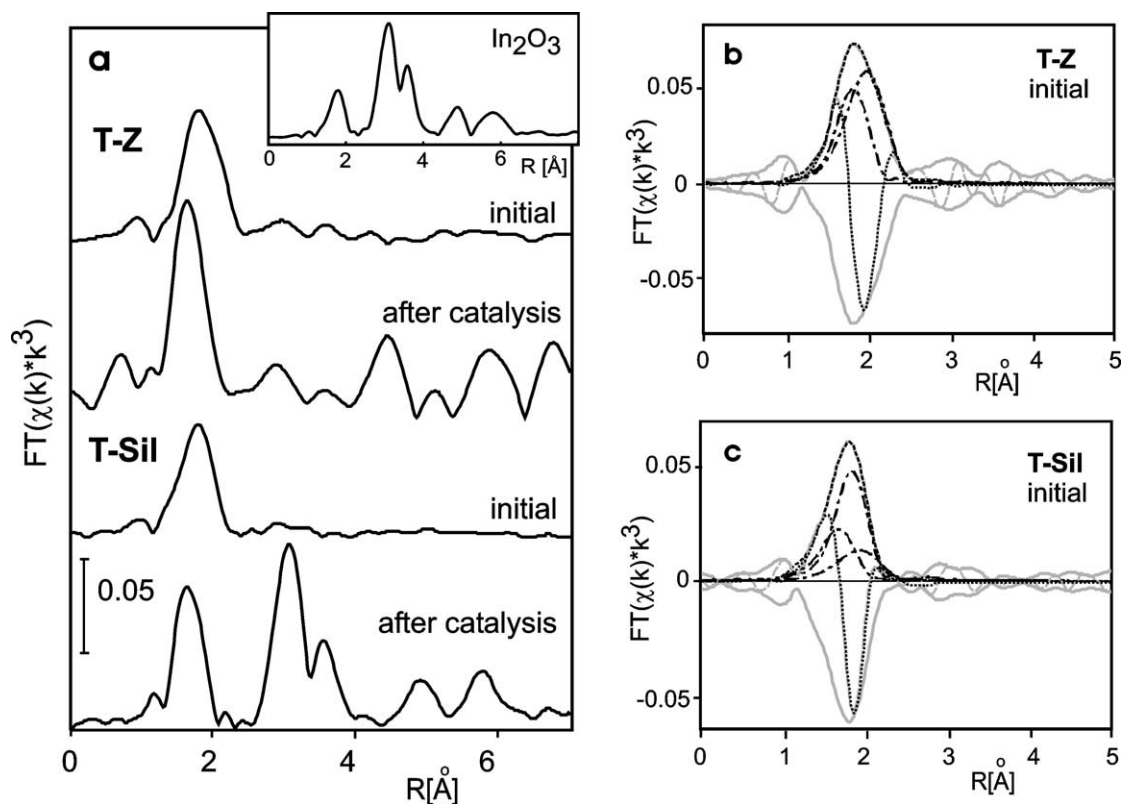 a
In₂O₃
0 2 4 6
R [Å]
T-Z
initial
after catalysis
T-Sil
initial
0.05
after catalysis
FT(χ(k)*k³)
0 2 4 6
R[Å]
b
T-Z
initial
0.05
0
-0.05
FT(χ(k)*k³)
0 1 2 3 4 5
R[Å]
c
T-Sil
initial
0.05
0
-0.05
FT(χ(k)*k³)
0 1 2 3 4 5
R[Å]